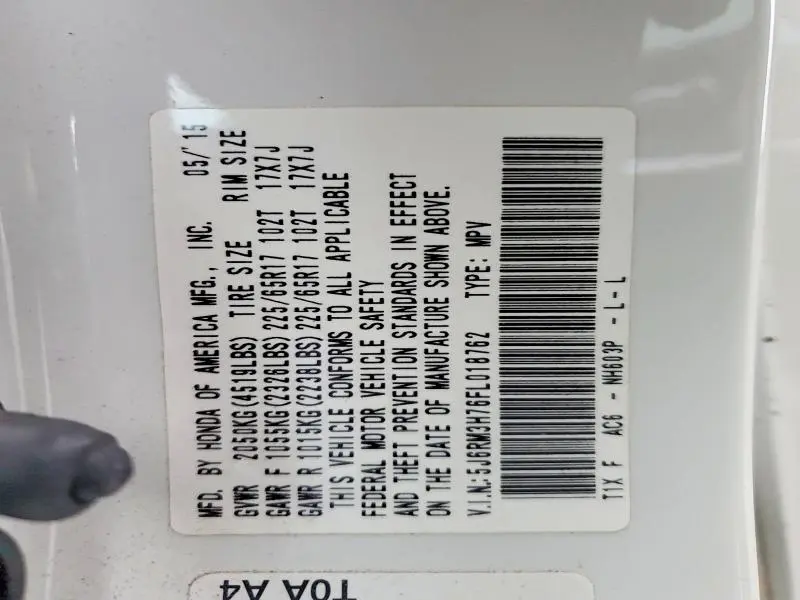 MFD. BY HONDA OF AMERICA MFG., INC. 05/'15
GVWR 2050KG(4519LBS) TIRE SIZE RIM SIZE
GAWR F 1055KG(2326LBS) 225/65R17 102T 17X7J
GAWR R 1015KG(2238LBS) 225/65R17 102T 17X7J
THIS VEHICLE CONFORMS TO ALL APPLICABLE
FEDERAL MOTOR VEHICLE SAFETY
AND THEFT PREVENTION STANDARDS IN EFFECT
ON THE DATE OF MANUFACTURE SHOWN ABOVE.
V.I.N:5J6RM3H76FL018762 TYPE: MPV
T1X F AC6 - NH603P - L - L
T0A A4